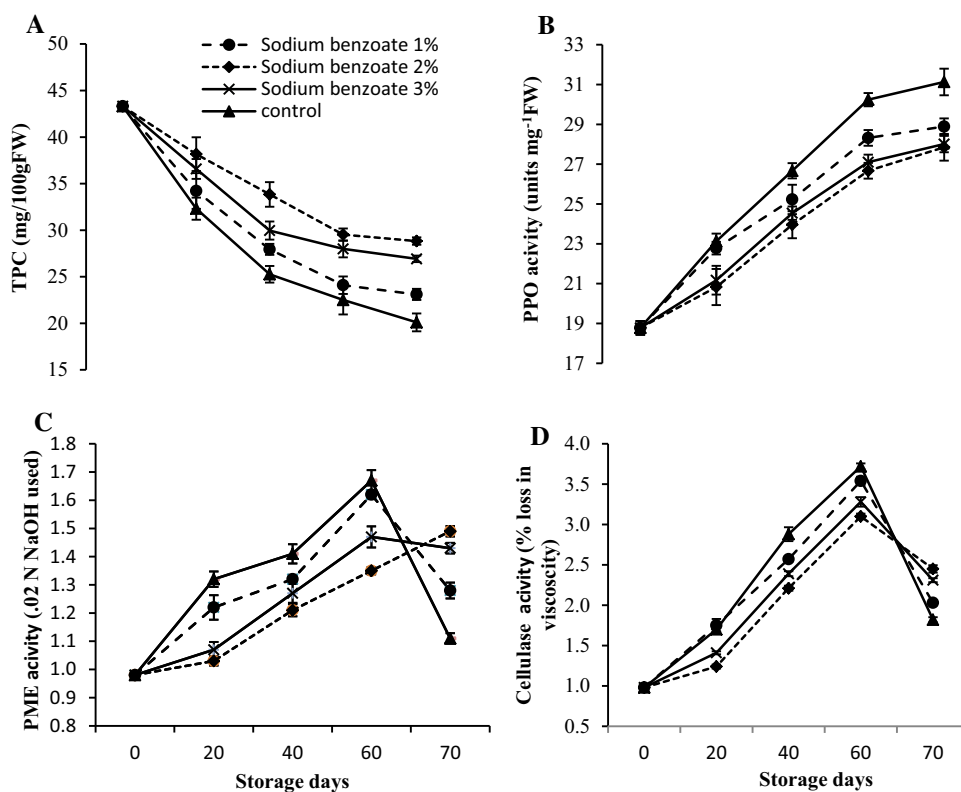 A
TPC (mg/100gFW)
50
45
40
35
30
25
20
15
Sodium benzoate 1%
Sodium benzoate 2%
Sodium benzoate 3%
control
B
PPO acivity (units mg-1FW)
33
31
29
27
25
23
21
19
17
C
PME acivity (.02 N NaOH used)
1.8
1.7
1.6
1.5
1.4
1.3
1.2
1.1
1.0
0.9
0.8
0 20 40 60 70
Storage days
D
Cellulase acivity (% loss in
viscoscity)
4.0
3.5
3.0
2.5
2.0
1.5
1.0
0.5
0 20 40 60 70
Storage days